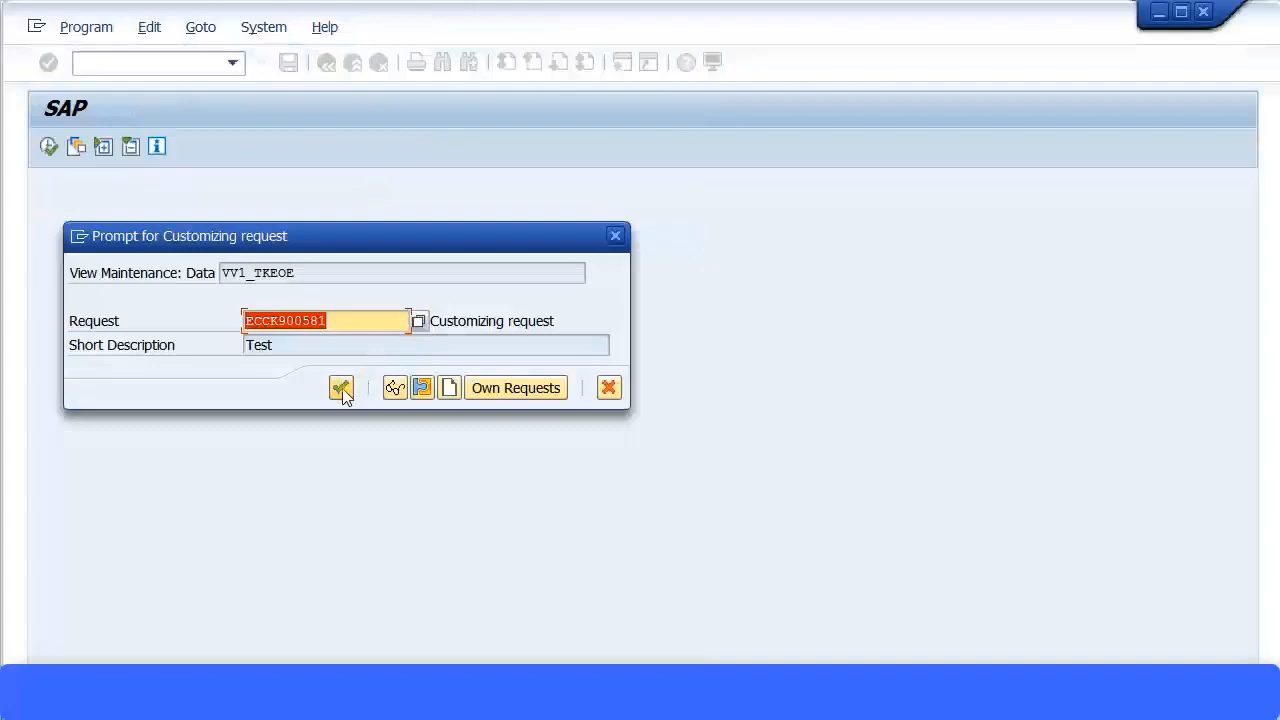 Program Edit Goto System Help
SAP
Prompt for Customizing request
View Maintenance: Data VV1_TKEOE
Request ECCK900581 Customizing request
Short Description Test
Own Requests